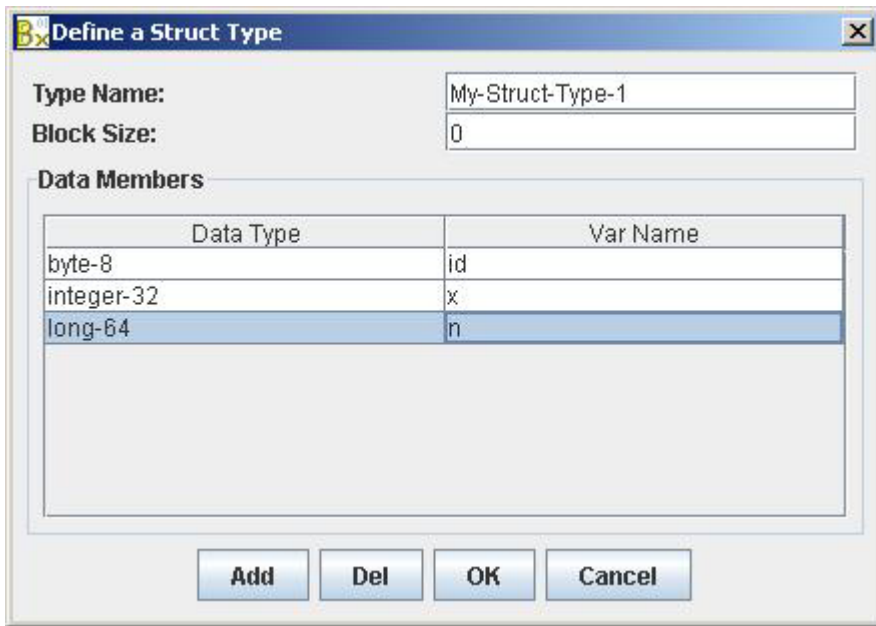 Define a Struct Type
Type Name: My-Struct-Type-1
Block Size: 0
Data Members
Data Type Var Name
byte-8 id
integer-32 x
long-64 n
Add Del OK Cancel